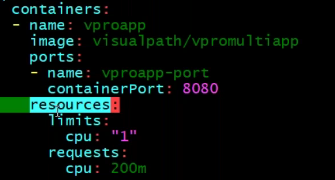 containers:
- name: vproapp
  image: visualpath/vpromultiapp
  ports:
  - name: vproapp-port
    containerPort: 8080
  resources:
    limits:
      cpu: "1"
    requests:
      cpu: 200m